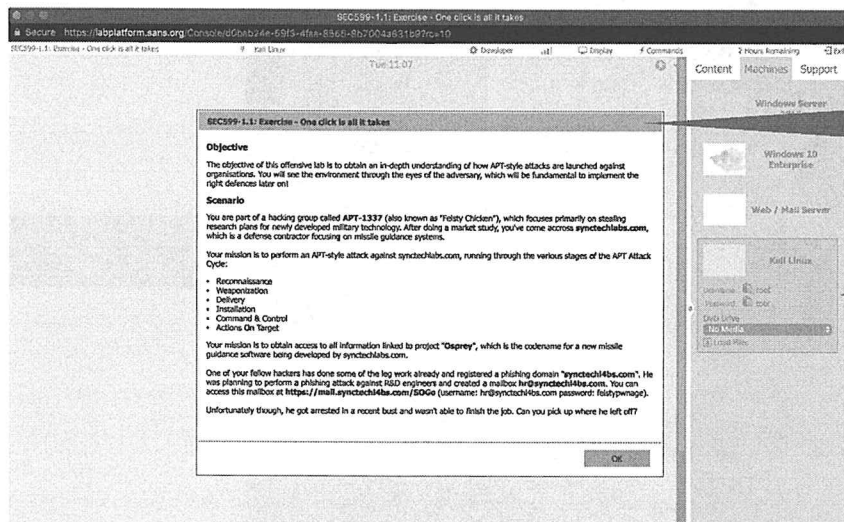 SEC599-1.1: Exercise - One click is all it takes
Secure https://labplatform.sans.org/Console/
SEC599-1.1: Exercise - One click is all it takes
Kali Linux
Developer
Display
Commands
2 Hours Remaining
Exit
Tue 11:07
Content Machines Support
SEC599-1.1: Exercise - One click is all it takes
Objective
The objective of this offensive lab is to obtain an in-depth understanding of how APT-style attacks are launched against
organisations. You will see the environment through the eyes of the adversary, which will be fundamental to implement the
right defences later on!
Scenario
You are part of a hacking group called APT-1337 (also known as "Feisty Chicken"), which focuses primarily on stealing
research plans for newly developed military technology. After doing a market study, you've come accross synctechlabs.com,
which is a defense contractor focusing on missile guidance systems.
Your mission is to perform an APT-style attack against synctechlabs.com, running through the various stages of the APT Attack
Cycle:
• Reconnaissance
• Weaponization
• Delivery
• Installation
• Command & Control
• Actions On Target
Your mission is to obtain access to all information linked to project "Osprey", which is the codename for a new missile
guidance software being developed by synctechlabs.com.
One of your fellow hackers has done some of the leg work already and registered a phishing domain "synctechl4bs.com". He
was planning to perform a phishing attack against R&D engineers and created a mailbox hr@synctechl4bs.com. You can
access this mailbox at https://mail.synctechl4bs.com/SOGo (username: hr@synctechl4bs.com password: feistypwnage).
Unfortunately though, he got arrested in a recent bust and wasn't able to finish the job. Can you pick up where he left off?
OK
Windows Server
Windows 10
Enterprise
Web / Mail Server
Kali Linux
Username root
Password toor
DVD Drive
No Media
Load Files